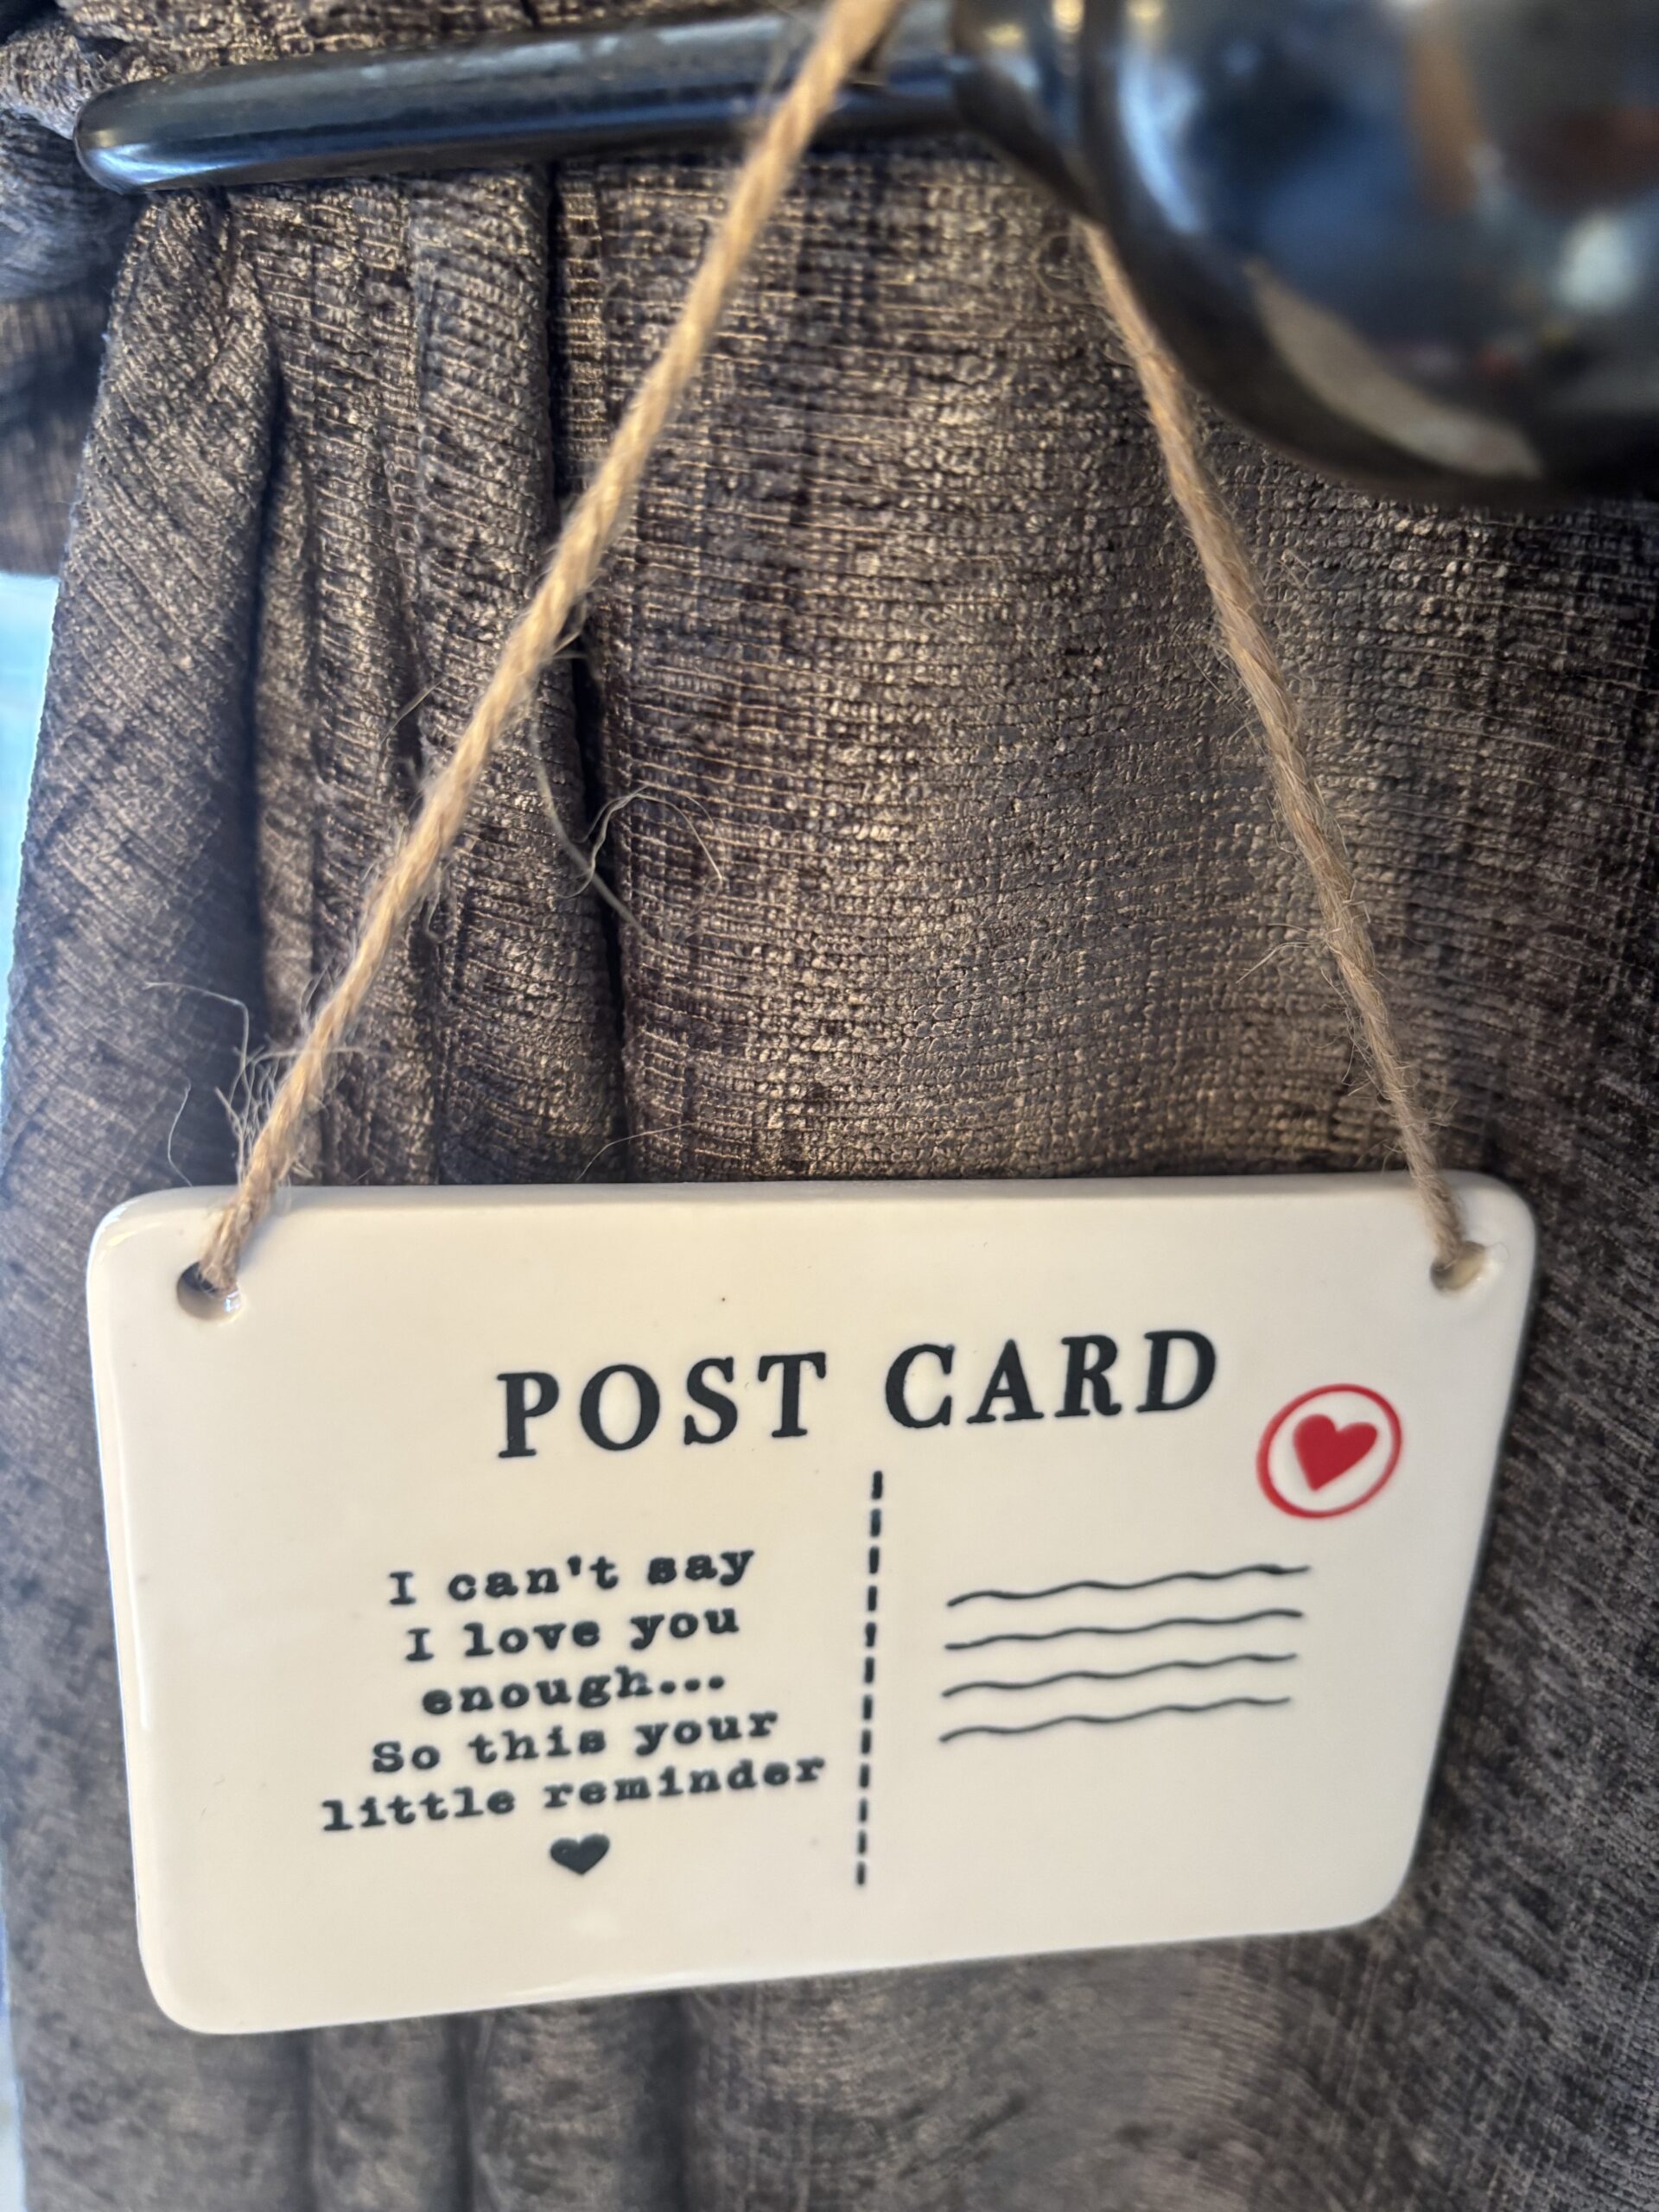 POST CARD
I can't say
I love you
enough...
So this your
little reminder